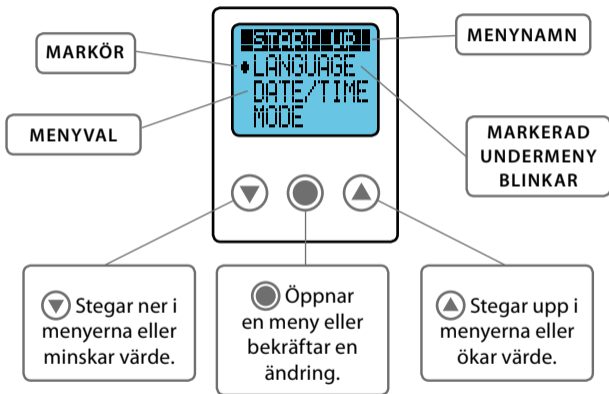 MARKÖR
MENYNAMN
START UP
LANGUAGE
DATE/TIME
MODE
MENYVAL
MARKERAD
UNDERMENY
BLINKAR
Stegar ner i
menyerna eller
minskar värde.
Öppnar
en meny eller
bekräftar en
ändring.
Stegar upp i
menyerna eller
ökar värde.